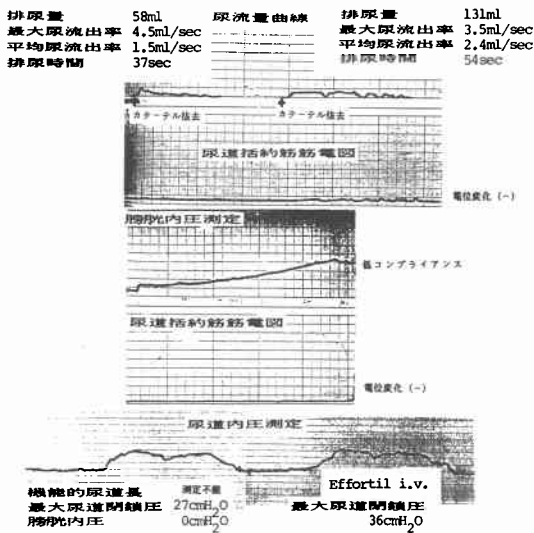 排尿量 58ml
最大尿流出率 4.5ml/sec
平均尿流出率 1.5ml/sec
排尿時間 37sec
尿流量曲線
排尿量 131ml
最大尿流出率 3.5ml/sec
平均尿流出率 2.4ml/sec
排尿時間 54sec
カテーテル抜去
カテーテル抜去
尿道括約筋筋電図
電位変化 (-)
膀胱内圧測定
低コンプライアンス
尿道括約筋筋電図
電位変化 (-)
尿道内圧測定
機能的尿道長 測定不能
最大尿道閉鎖圧 27cmH2O
膀胱内圧 0cmH2O
Effortil i.v.
最大尿道閉鎖圧
36cmH2O